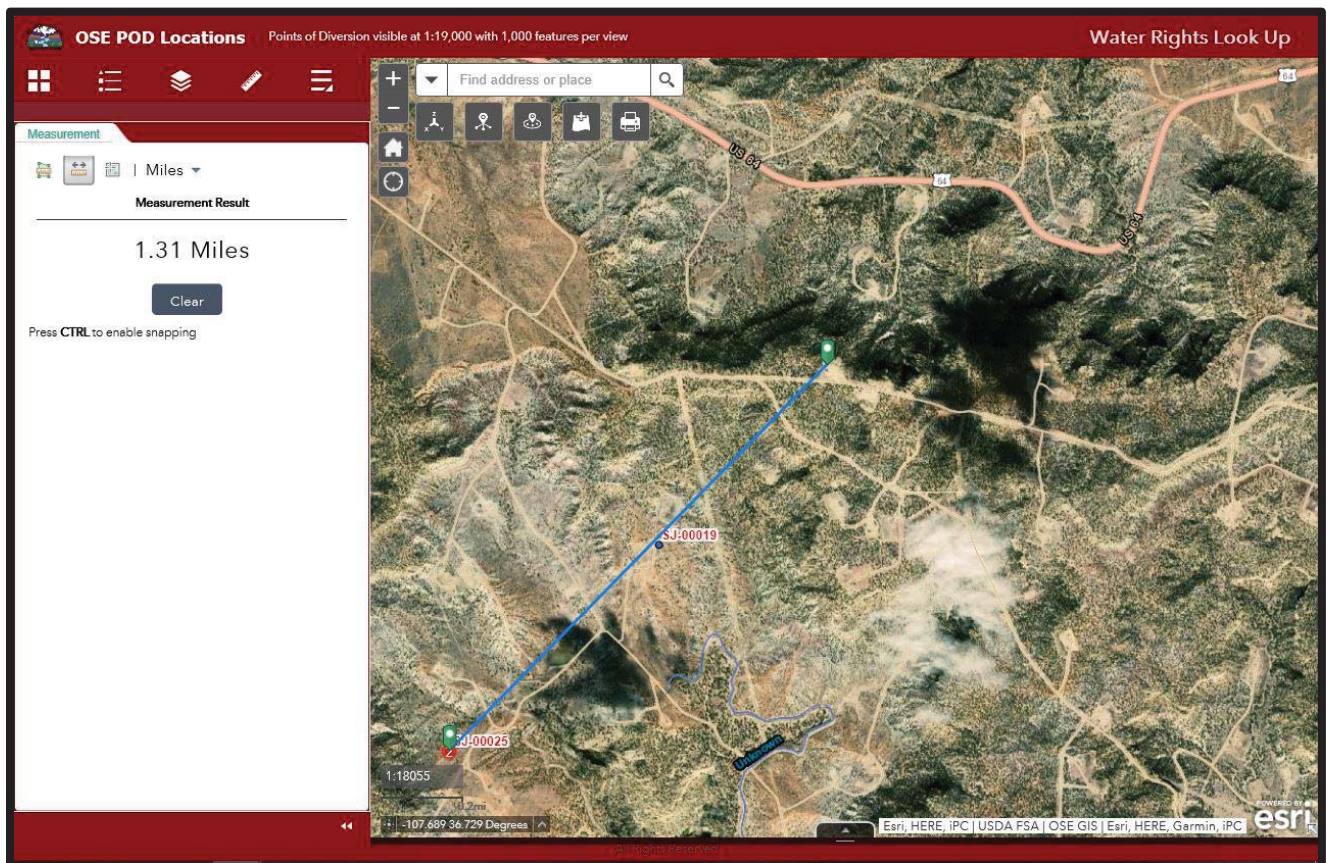 OSE POD Locations
Points of Diversion visible at 1:19,000 with 1,000 features per view
Water Rights Look Up
Find address or place
Measurement
Miles
Measurement Result
1.31 Miles
Clear
Press CTRL to enable snapping
64
US 64
64
US 64
SJ-00019
SJ-00025
2
Unknown
1:18055
0.2mi
-107.689 36.729 Degrees
Esri, HERE, iPC | USDA FSA | OSE GIS | Esri, HERE, Garmin, iPC
POWERED BY
esri
All Rights Reserved